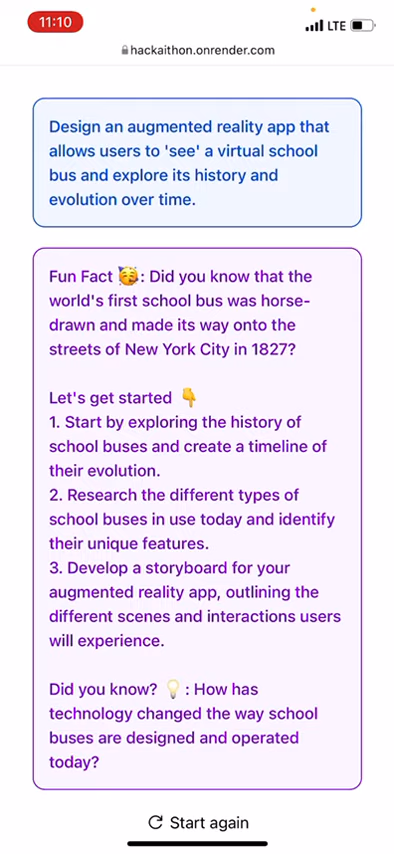 11:10
LTE
hackaithon.onrender.com
Design an augmented reality app that
allows users to 'see' a virtual school
bus and explore its history and
evolution over time.
Fun Fact 🥳: Did you know that the
world's first school bus was horse-
drawn and made its way onto the
streets of New York City in 1827?
Let's get started 👇
1. Start by exploring the history of
school buses and create a timeline of
their evolution.
2. Research the different types of
school buses in use today and identify
their unique features.
3. Develop a storyboard for your
augmented reality app, outlining the
different scenes and interactions users
will experience.
Did you know? 💡 : How has
technology changed the way school
buses are designed and operated
today?
Start again